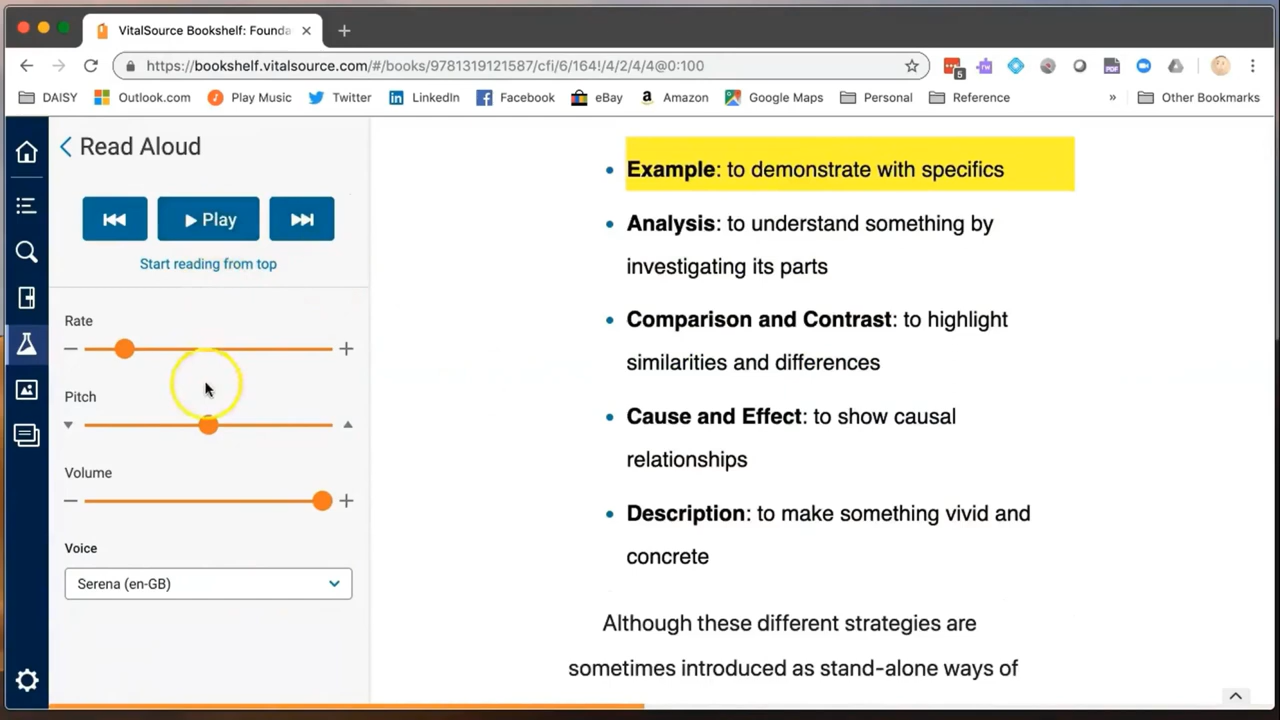 VitalSource Bookshelf: Founda
https://bookshelf.vitalsource.com/#/books/9781319121587/cfi/6/164!/4/2/4/4@0:100
5
PDF
DAISY
Outlook.com
Play Music
Twitter
LinkedIn
Facebook
eBay
Amazon
Google Maps
Personal
Reference
»
Other Bookmarks
Read Aloud
Play
Start reading from top
Rate
Pitch
Volume
Voice
Serena (en-GB)
Example: to demonstrate with specifics
Analysis: to understand something by
investigating its parts
Comparison and Contrast: to highlight
similarities and differences
Cause and Effect: to show causal
relationships
Description: to make something vivid and
concrete
Although these different strategies are
sometimes introduced as stand-alone ways of